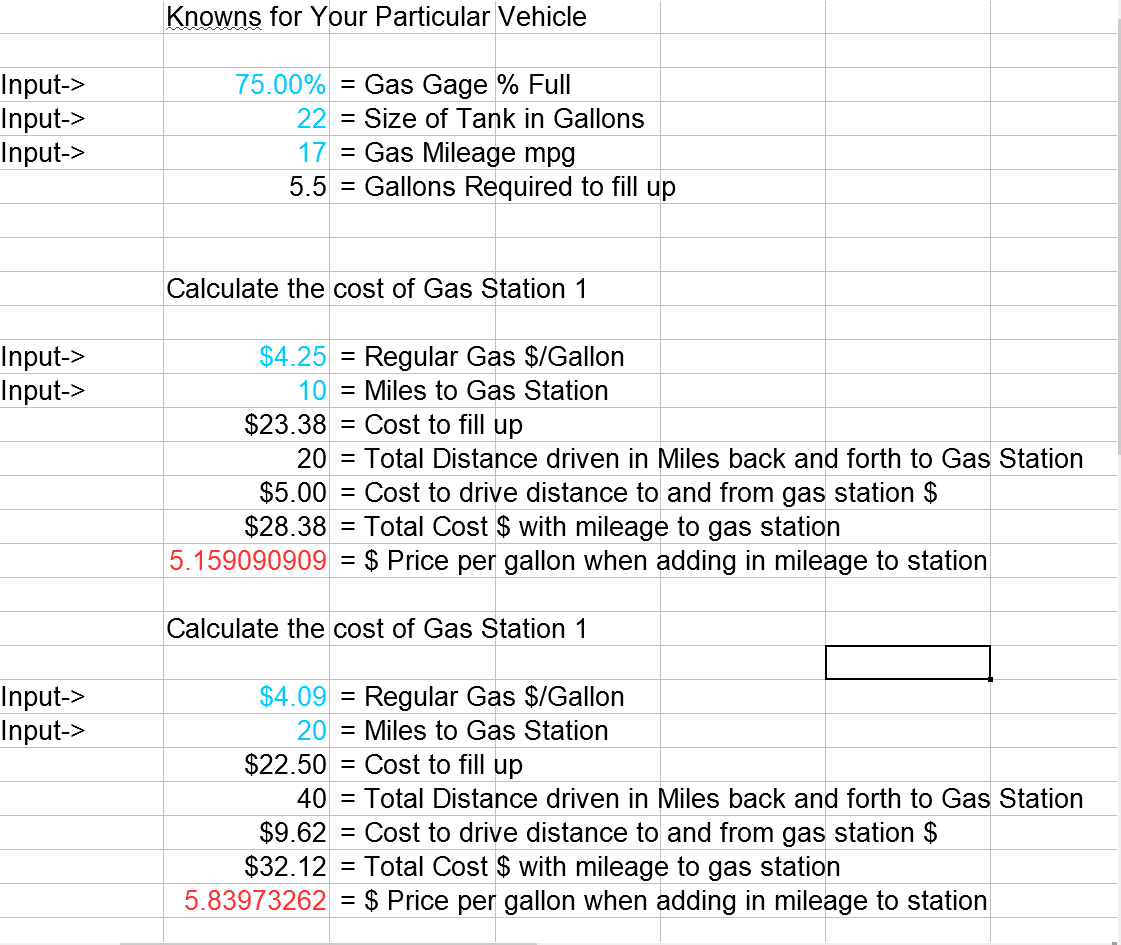 Knowns for Your Particular Vehicle
Input-> 75.00% = Gas Gage % Full
Input-> 22 = Size of Tank in Gallons
Input-> 17 = Gas Mileage mpg
5.5 = Gallons Required to fill up
Calculate the cost of Gas Station 1
Input-> $4.25 = Regular Gas $/Gallon
Input-> 10 = Miles to Gas Station
$23.38 = Cost to fill up
20 = Total Distance driven in Miles back and forth to Gas Station
$5.00 = Cost to drive distance to and from gas station $
$28.38 = Total Cost $ with mileage to gas station
5.159090909 = $ Price per gallon when adding in mileage to station
Calculate the cost of Gas Station 1
Input-> $4.09 = Regular Gas $/Gallon
Input-> 20 = Miles to Gas Station
$22.50 = Cost to fill up
40 = Total Distance driven in Miles back and forth to Gas Station
$9.62 = Cost to drive distance to and from gas station $
$32.12 = Total Cost $ with mileage to gas station
5.83973262 = $ Price per gallon when adding in mileage to station